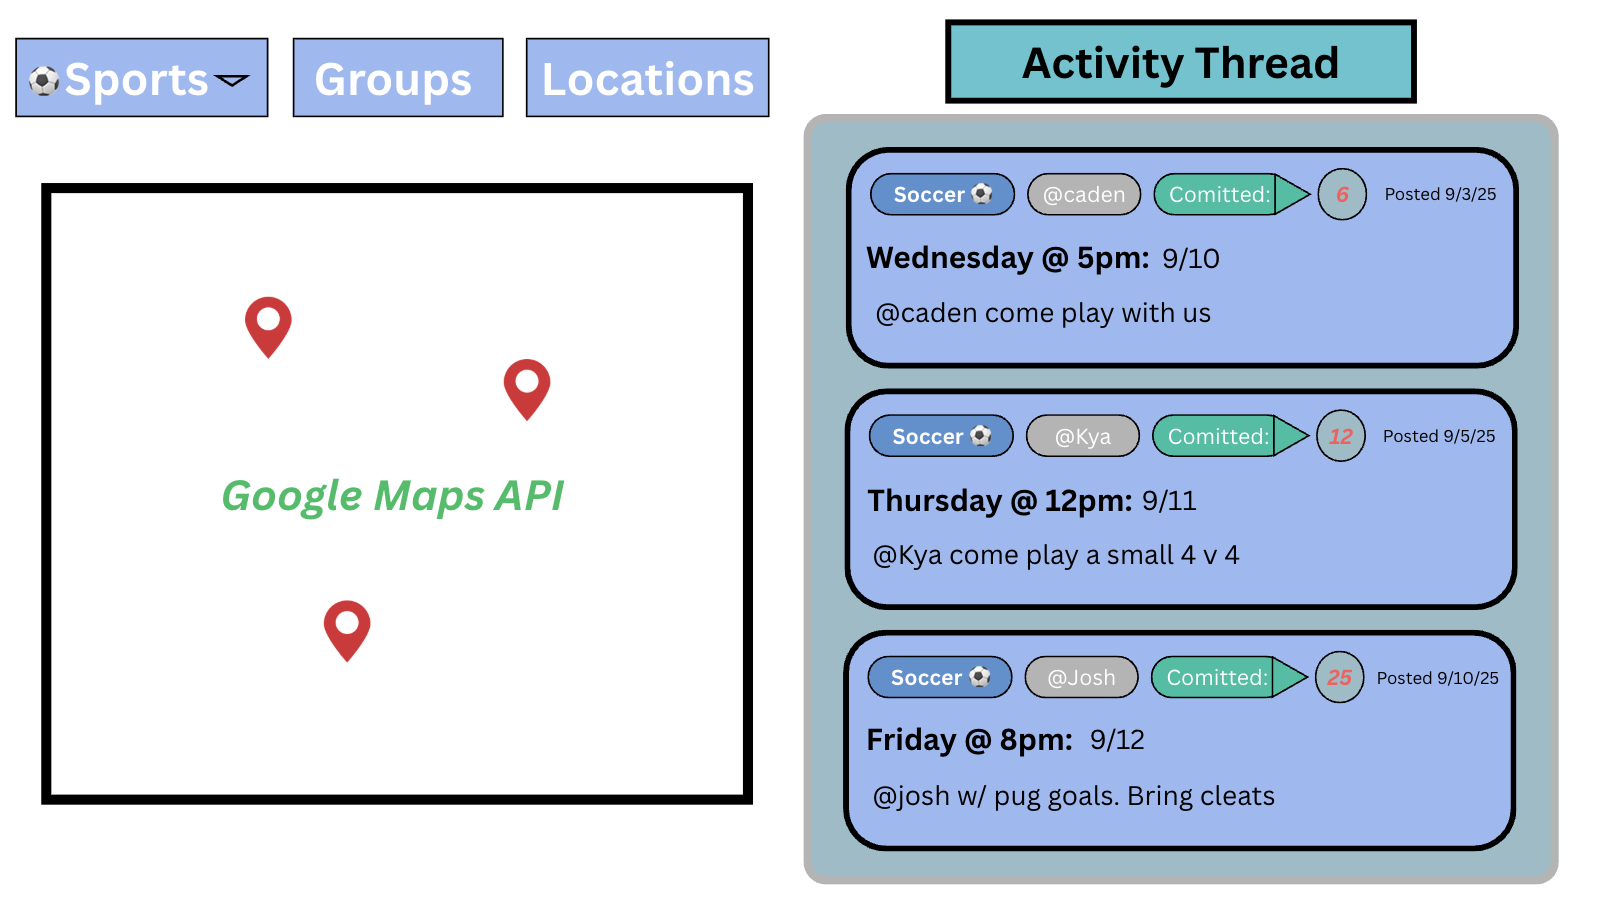 Sports
Groups
Locations
Google Maps API
Activity Thread
Soccer @caden Comitted: 6 Posted 9/3/25
Wednesday @ 5pm: 9/10
@caden come play with us
Soccer @Kya Comitted: 12 Posted 9/5/25
Thursday @ 12pm: 9/11
@Kya come play a small 4 v 4
Soccer @Josh Comitted: 25 Posted 9/10/25
Friday @ 8pm: 9/12
@josh w/ pug goals. Bring cleats